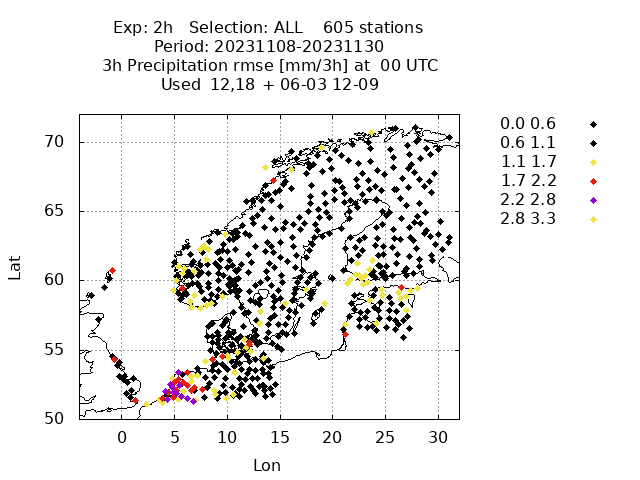 Exp: 2h   Selection: ALL    605 stations
Period: 20231108-20231130
3h Precipitation rmse [mm/3h] at  00 UTC
Used  12,18 + 06-03 12-09
70
65
60
55
50
Lat
0 5 10 15 20 25 30
Lon
0.0 0.6
0.6 1.1
1.1 1.7
1.7 2.2
2.2 2.8
2.8 3.3